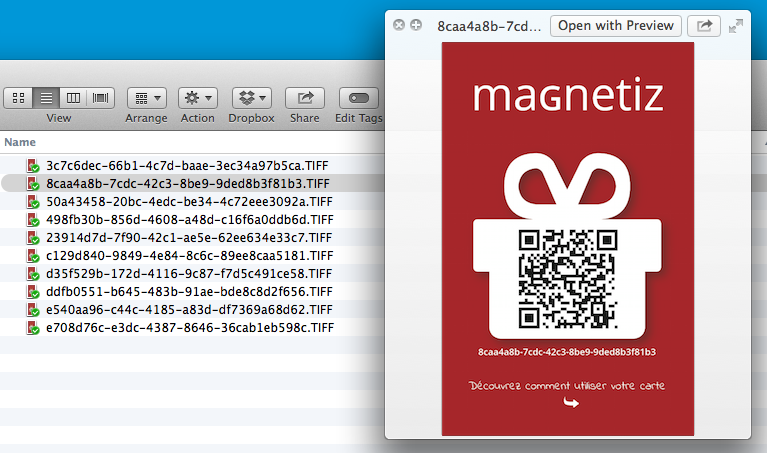 8caa4a8b-7cd... Open with Preview
View Arrange Action Dropbox Share Edit Tags
Name
3c7c6dec-66b1-4c7d-baae-3ec34a97b5ca.TIFF
8caa4a8b-7cdc-42c3-8be9-9ded8b3f81b3.TIFF
50a43458-20bc-4edc-be34-4c72eee3092a.TIFF
498fb30b-856d-4608-a48d-c16f6a0ddb6d.TIFF
23914d7d-7f90-42c1-ae5e-62ee634e33c7.TIFF
c129d840-9849-4e84-8c6c-89ee8caa5181.TIFF
d35f529b-172d-4116-9c87-f7d5c491ce58.TIFF
ddfb0551-b645-483b-91ae-bde8c8d2f656.TIFF
e540aa96-c44c-4185-a83d-df7369a68d62.TIFF
e708d76c-e3dc-4387-8646-36cab1eb598c.TIFF
maGnetiz
8caa4a8b-7cdc-42c3-8be9-9ded8b3f81b3
Découvrez comment utiliser votre carte